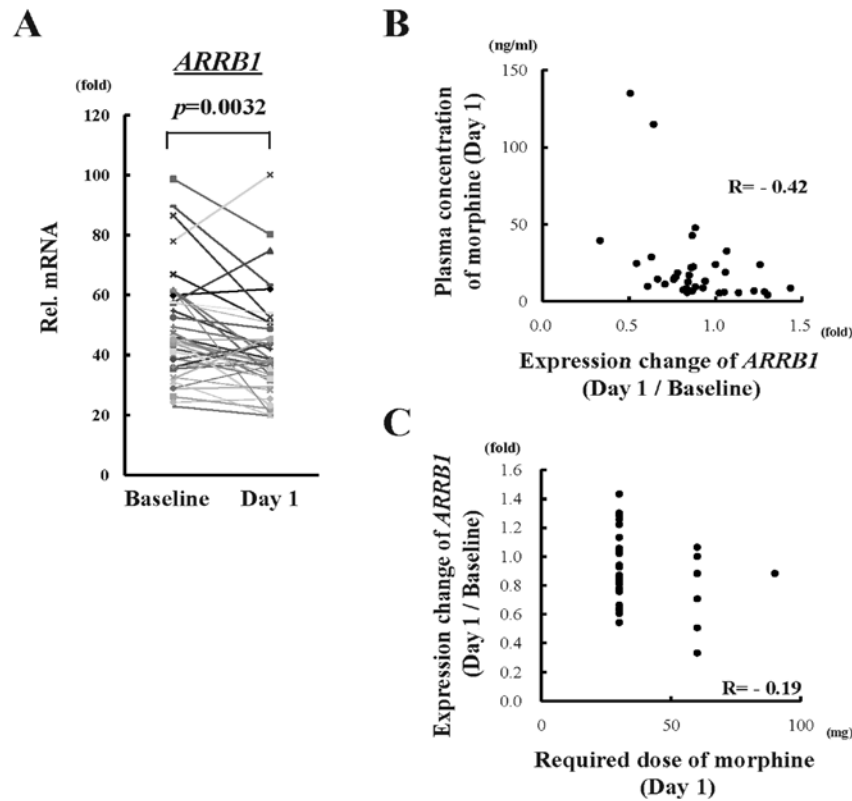 A
ARRB1
(fold)
p=0.0032
120
100
80
60
40
20
0
Rel. mRNA
Baseline
Day 1
B
(ng/ml)
150
100
50
0
Plasma concentration
of morphine (Day 1)
R= - 0.42
0.0
0.5
1.0
1.5
(fold)
Expression change of ARRB1
(Day 1 / Baseline)
C
(fold)
1.6
1.4
1.2
1.0
0.8
0.6
0.4
0.2
0.0
Expression change of ARRB1
(Day 1 / Baseline)
R= - 0.19
0
50
100
(mg)
Required dose of morphine
(Day 1)